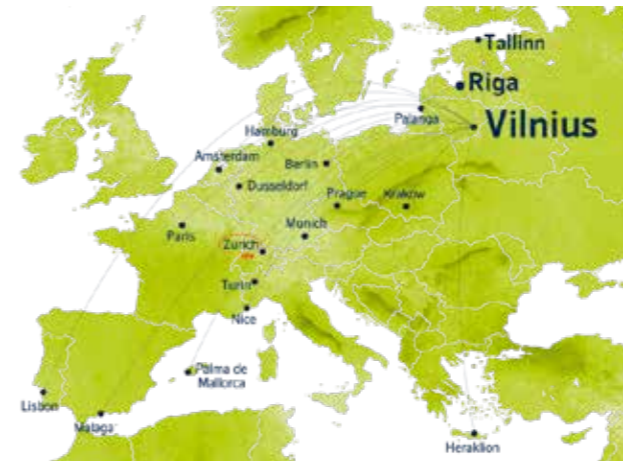 Tallinn
Riga
Palanga
Vilnius
Hamburg
Amsterdam
Berlin
Dusseldorf
Prague
Krakow
Paris
Munich
Zurich
Turin
Nice
Palma de
Mallorca
Lisbon
Malaga
Heraklion